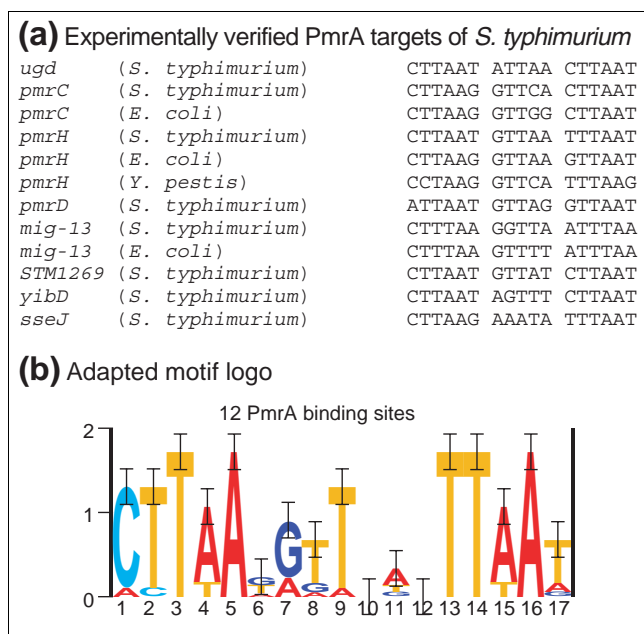 (a) Experimentally verified PmrA targets of S. typhimurium
ugd (S. typhimurium) CTTAAT ATTAA CTTAAT
pmrC (S. typhimurium) CTTAAG GTTCA CTTAAT
pmrC (E. coli) CTTAAG GTTGG CTTAAT
pmrH (S. typhimurium) CTTAAT GTTAA TTTAAT
pmrH (E. coli) CTTAAG GTTAA GTTAAT
pmrH (Y. pestis) CCTAAG GTTCA TTTAAG
pmrD (S. typhimurium) ATTAAT GTTAG GTTAAT
mig-13 (S. typhimurium) CTTTAA GGTTA ATTTAA
mig-13 (E. coli) CTTTAA GTTTT ATTTAA
STM1269 (S. typhimurium) CTTAAT GTTAT CTTAAT
yibD (S. typhimurium) CTTAAT AGTTT CTTAAT
sseJ (S. typhimurium) CTTAAG AAATA TTTAAT
(b) Adapted motif logo
12 PmrA binding sites
2
1
0
1 2 3 4 5 6 7 8 9 10 11 12 13 14 15 16 17